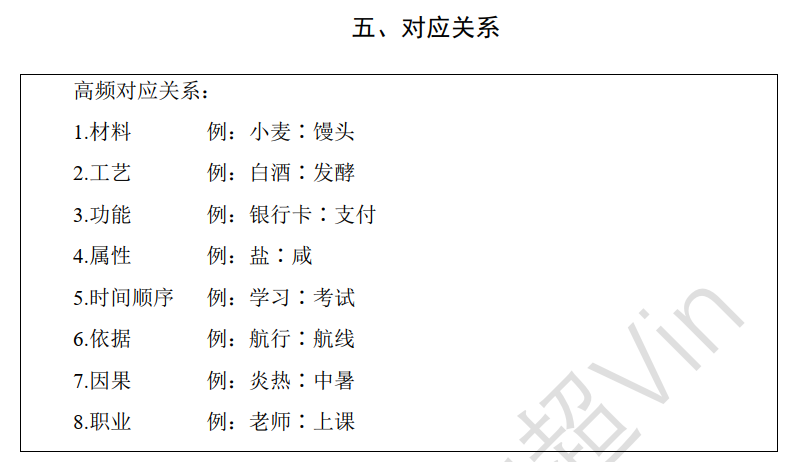 五、对应关系
高频对应关系：
1.材料 例：小麦∶馒头
2.工艺 例：白酒∶发酵
3.功能 例：银行卡∶支付
4.属性 例：盐∶咸
5.时间顺序 例：学习∶考试
6.依据 例：航行∶航线
7.因果 例：炎热∶中暑
8.职业 例：老师∶上课
超Vin